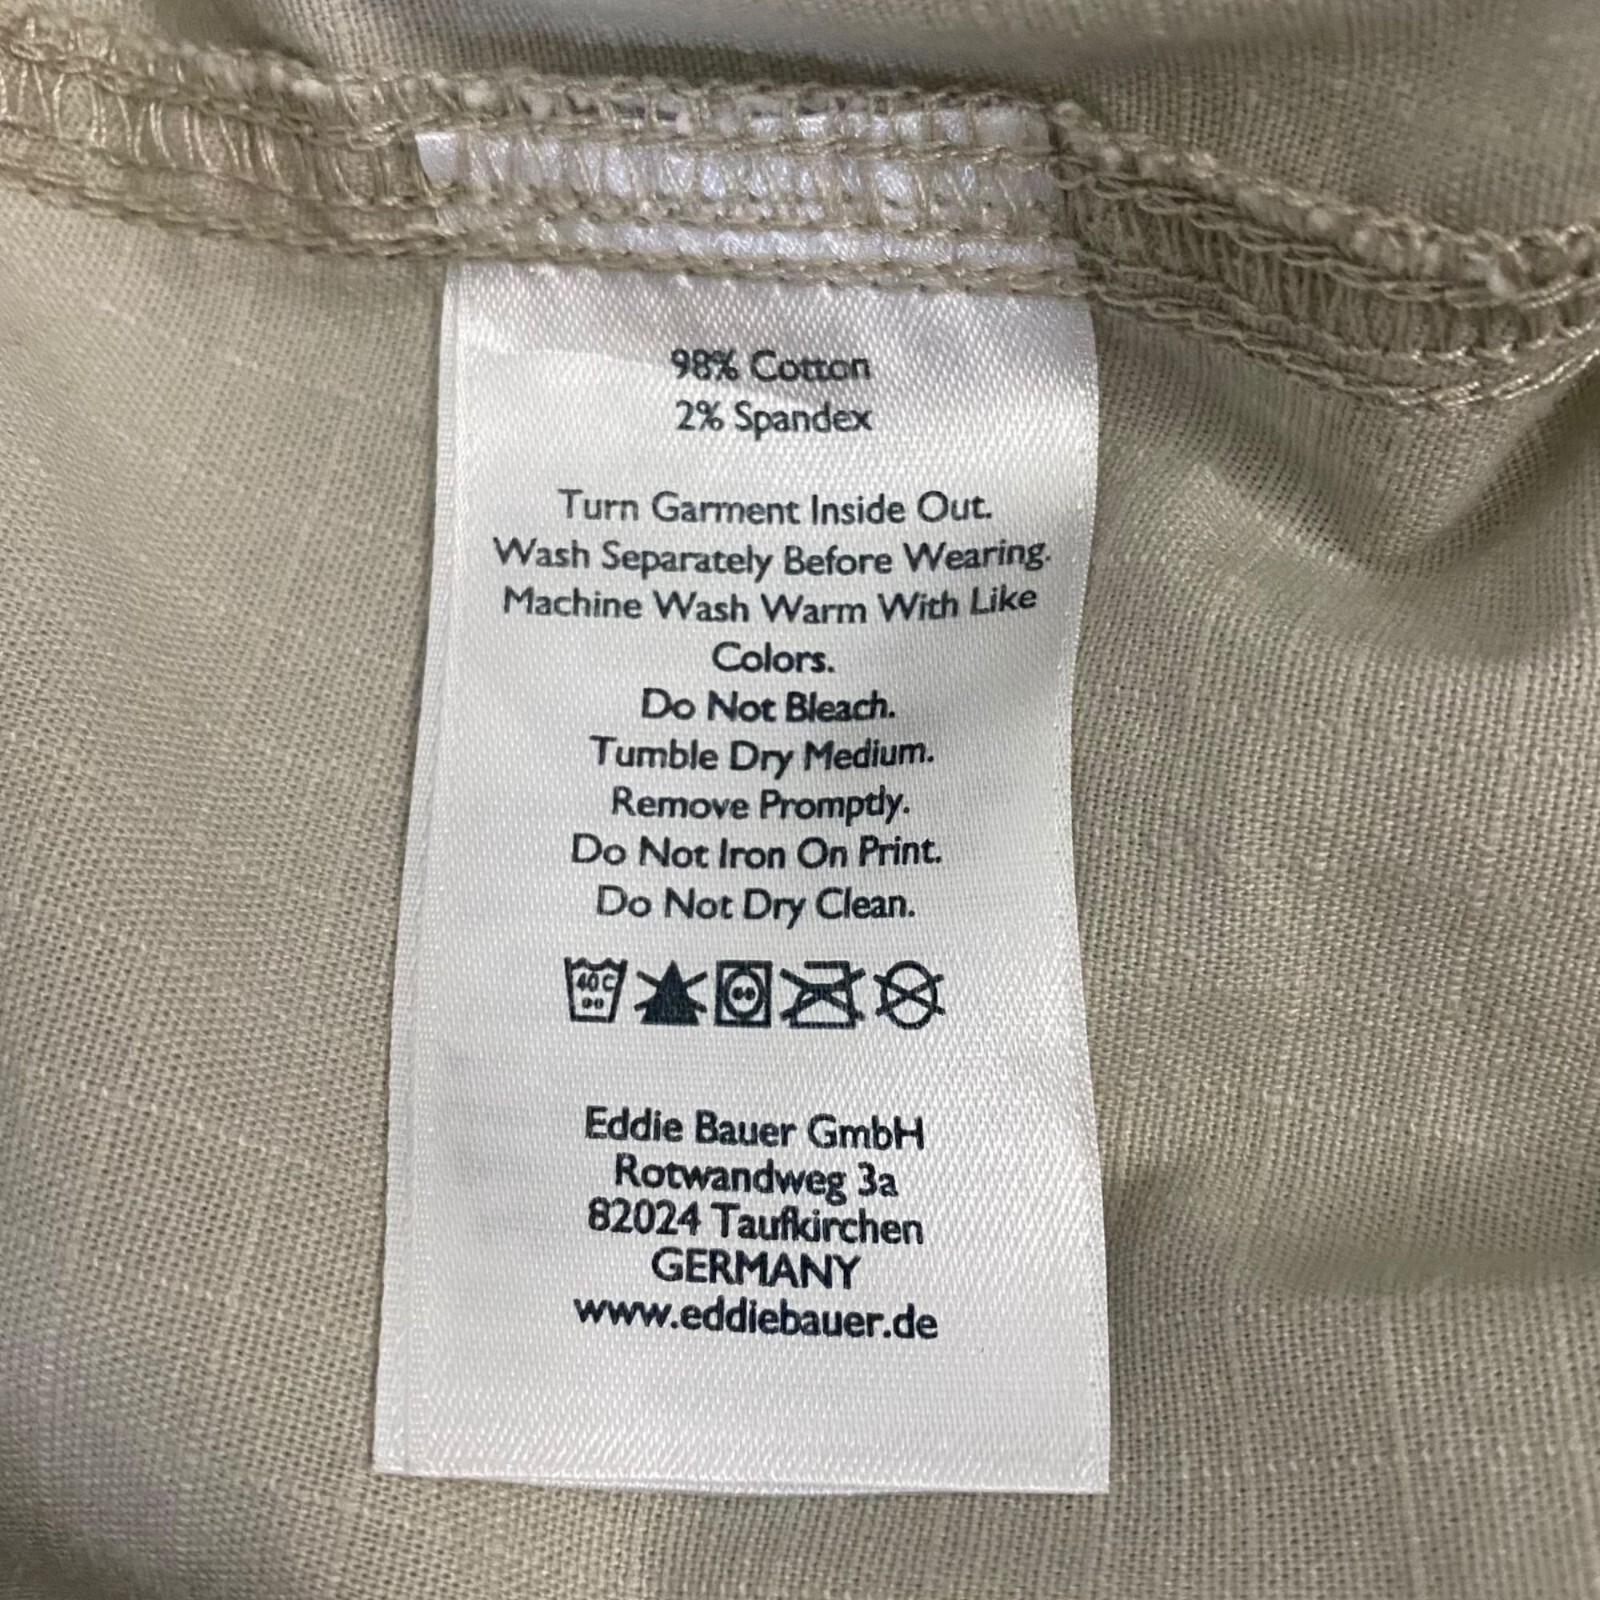 98% Cotton
2% Spandex
Turn Garment Inside Out.
Wash Separately Before Wearing.
Machine Wash Warm With Like
Colors.
Do Not Bleach.
Tumble Dry Medium.
Remove Promptly.
Do Not Iron On Print.
Do Not Dry Clean.
40C
Eddie Bauer GmbH
Rotwandweg 3a
82024 Taufkirchen
GERMANY
www.eddiebauer.de